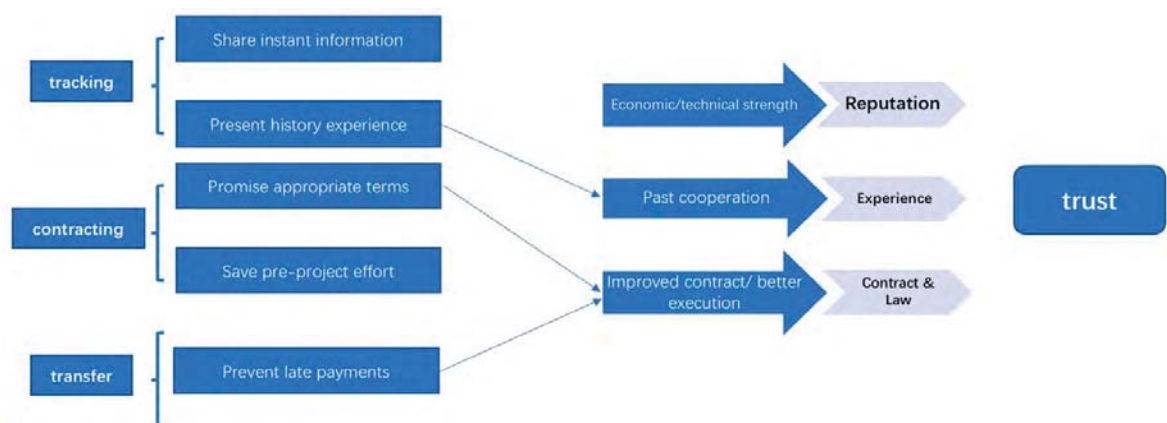 tracking
Share instant information
Present history experience
contracting
Promise appropriate terms
Save pre-project effort
transfer
Prevent late payments
Economic/technical strength
Reputation
Past cooperation
Experience
Improved contract/ better
execution
Contract &
Law
trust